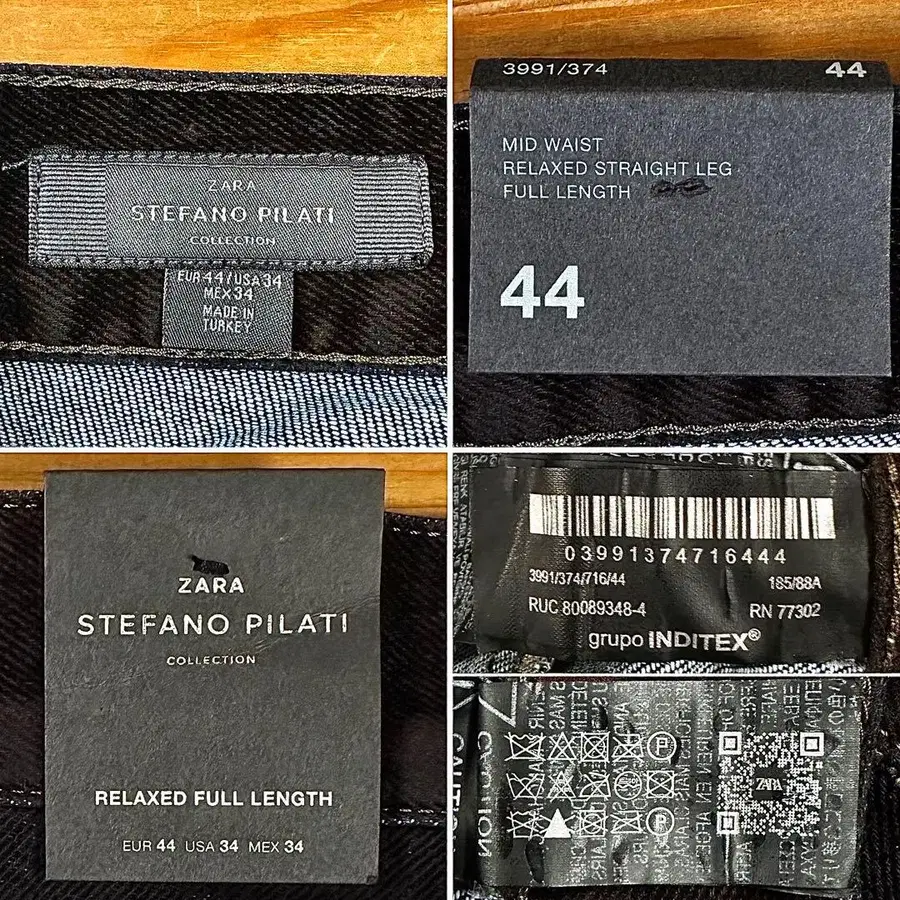 ZARA
STEFANO PILATI
COLLECTION
EUR 44 / USA 34
MEX 34
MADE IN
TURKEY
3991/374 44
MID WAIST
RELAXED STRAIGHT LEG
FULL LENGTH
44
ZARA
STEFANO PILATI
COLLECTION
RELAXED FULL LENGTH
EUR 44 USA 34 MEX 34
03991374716444
3991/374/716/44 185/88A
RUC 80089348-4 RN 77302
grupo INDITEX®
ZARA